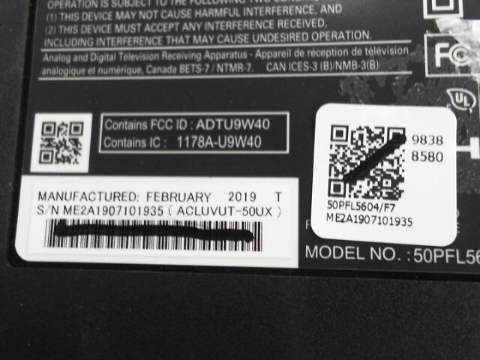 OPERATION IS SUBJECT TO THE FOLLOWING TWO CONDITIONS:
(1) THIS DEVICE MAY NOT CAUSE HARMFUL INTERFERENCE, AND
(2) THIS DEVICE MUST ACCEPT ANY INTERFERENCE RECEIVED,
INCLUDING INTERFERENCE THAT MAY CAUSE UNDESIRED OPERATION.
Analog and Digital Television Receiving Apparatus - Appareil de réception de télévision
analogique et numérique, Canada BETS-7 / NTMR-7. CAN ICES-3 (B)/NMB-3(B)
FC
UL
Contains FCC ID : ADTU9W40
Contains IC : 1178A-U9W40
9838
8580
50PFL5604/F7
ME2A1907101935
MANUFACTURED: FEBRUARY 2019 T
S/N ME2A1907101935 ( ACLUVUT-50UX )
MODEL NO. :50PFL56